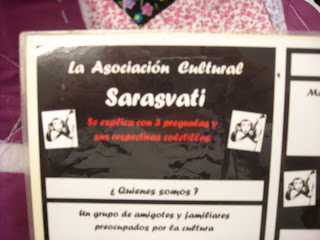 La Asociación Cultural
Sarasvati
Se explica con 3 preguntas y
sus respectivas coletillas
¿ Quienes somos ?
Un grupo de amigotes y familiares
preocupados por la cultura